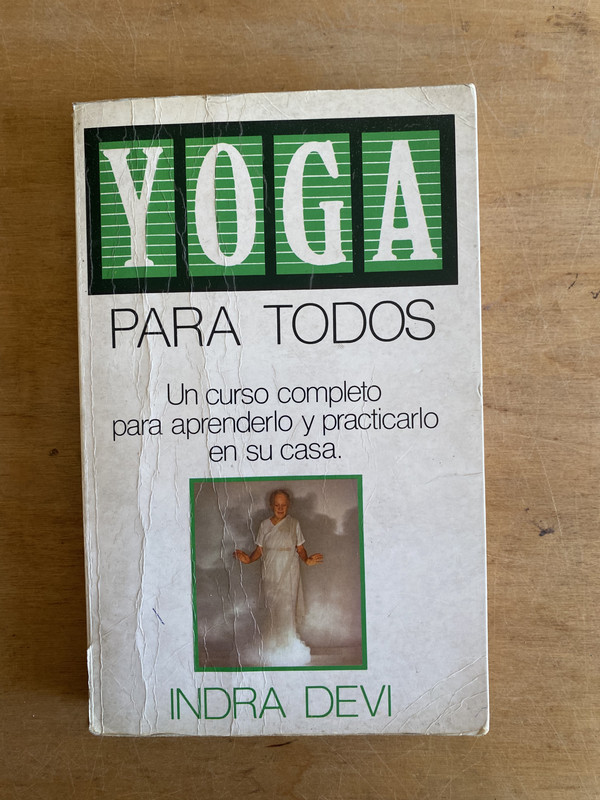 YOGA
PARA TODOS
Un curso completo
para aprenderlo y practicarlo
en su casa.
INDRA DEVI